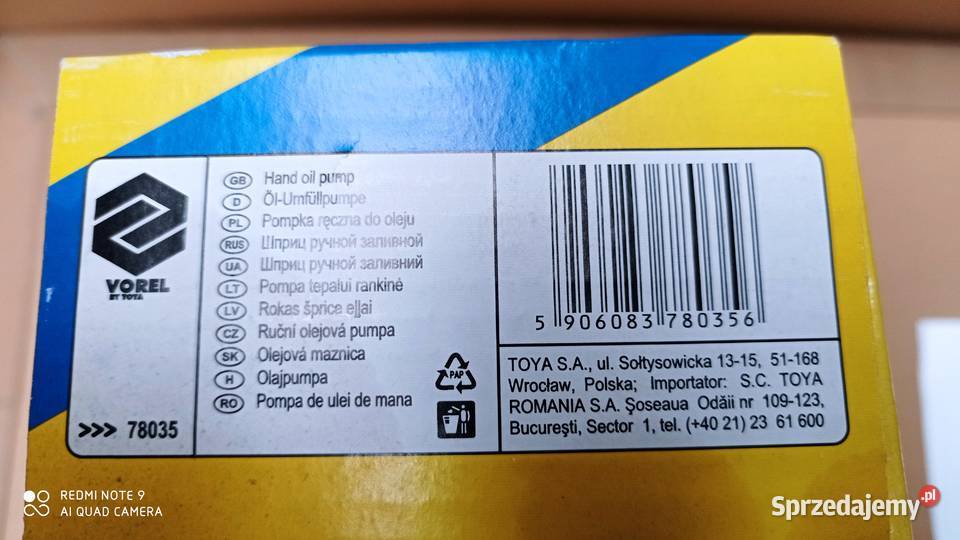 VOREL
BY TOYA
>>> 78035
GB Hand oil pump
D Öl-Umfüllpumpe
PL Pompka ręczna do oleju
RUS Шприц ручной заливной
UA Шприц ручной заливний
LT Pompa tepalui rankinė
LV Rokas šprice eļļai
CZ Ruční olejová pumpa
SK Olejová maznica
H Olajpumpa
RO Pompa de ulei de mana
PAP
5 906083 780356
TOYA S.A., ul. Sołtysowicka 13-15, 51-168
Wrocław, Polska; Importator: S.C. TOYA
ROMANIA S.A. Şoseaua Odăii nr 109-123,
Bucureşti, Sector 1, tel. (+40 21) 23 61 600
REDMI NOTE 9
AI QUAD CAMERA
Sprzedajemy.pl